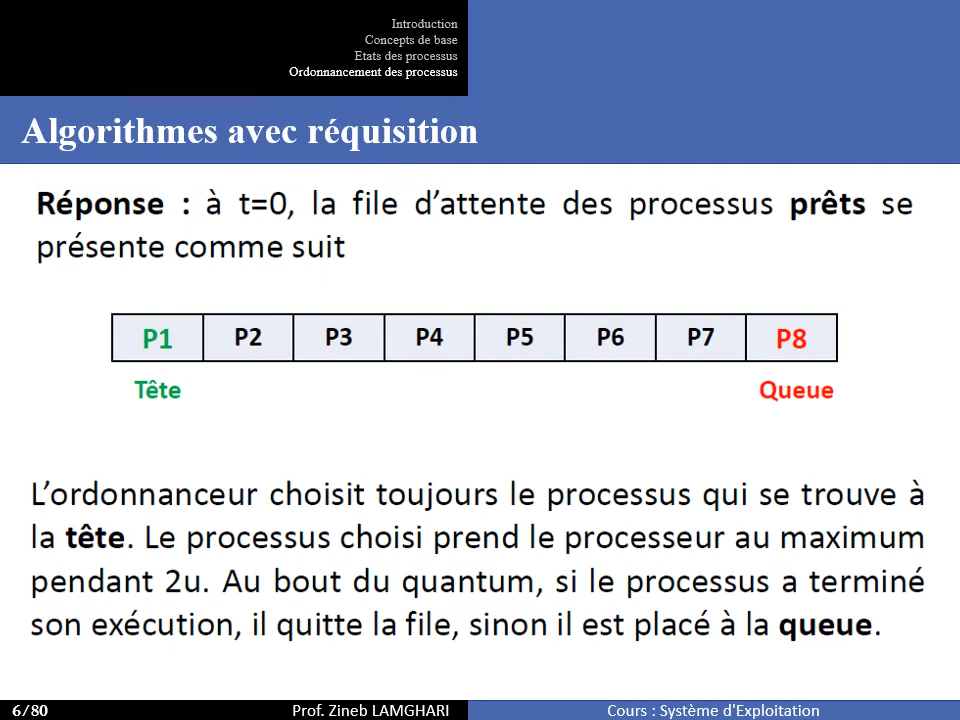 Introduction
Concepts de base
Etats des processus
Ordonnancement des processus
Algorithmes avec réquisition
Réponse : à t=0, la file d’attente des processus prêts se
présente comme suit
P1 P2 P3 P4 P5 P6 P7 P8
Tête Queue
L’ordonnanceur choisit toujours le processus qui se trouve à
la tête. Le processus choisi prend le processeur au maximum
pendant 2u. Au bout du quantum, si le processus a terminé
son exécution, il quitte la file, sinon il est placé à la queue.
6/80 Prof. Zineb LAMGHARI Cours : Système d'Exploitation